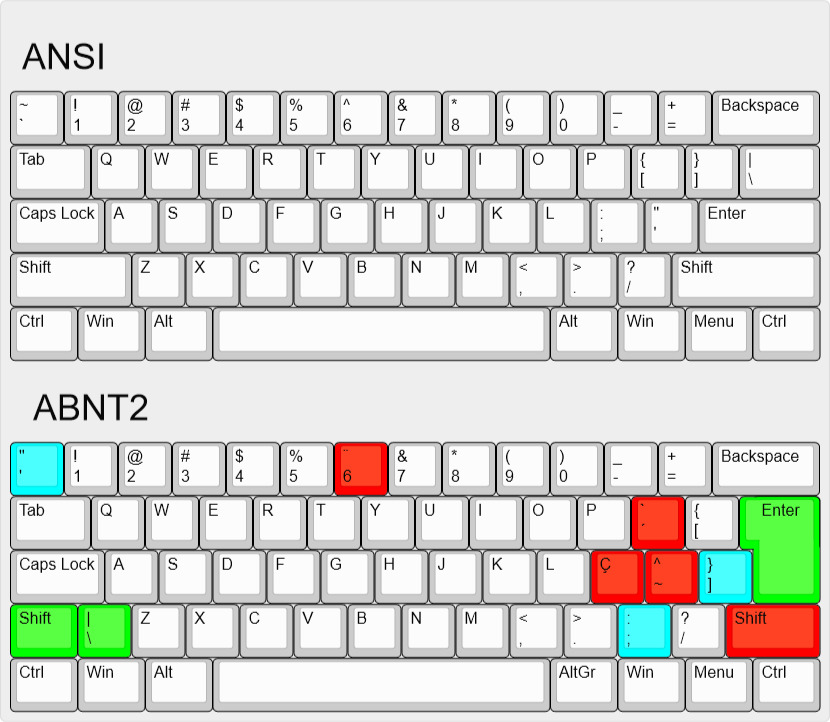 ANSI
~ ! @ # $ % ^ & * ( ) _ + Backspace
` 1 2 3 4 5 6 7 8 9 0 - =
Tab Q W E R T Y U I O P { } |
[ ] \
Caps Lock A S D F G H J K L : " Enter
; '
Shift Z X C V B N M < > ? Shift
, . /
Ctrl Win Alt Alt Win Menu Ctrl
ABNT2
" ! @ # $ % ¨ & * ( ) _ + Backspace
' 1 2 3 4 5 6 7 8 9 0 - =
Tab Q W E R T Y U I O P ` { Enter
´ [
Caps Lock A S D F G H J K L Ç ^ }
~ ]
Shift | Z X C V B N M < > : ? Shift
\ , . ; /
Ctrl Win Alt AltGr Win Menu Ctrl